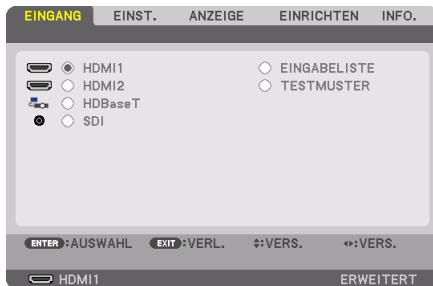 EINGANG EINST. ANZEIGE EINRICHTEN INFO.
HDMI1 EINGABELISTE
HDMI2 TESTMUSTER
HDBaseT
SDI
ENTER :AUSWAHL EXIT :VERL. :VERS. :VERS.
HDMI1 ERWEITERT